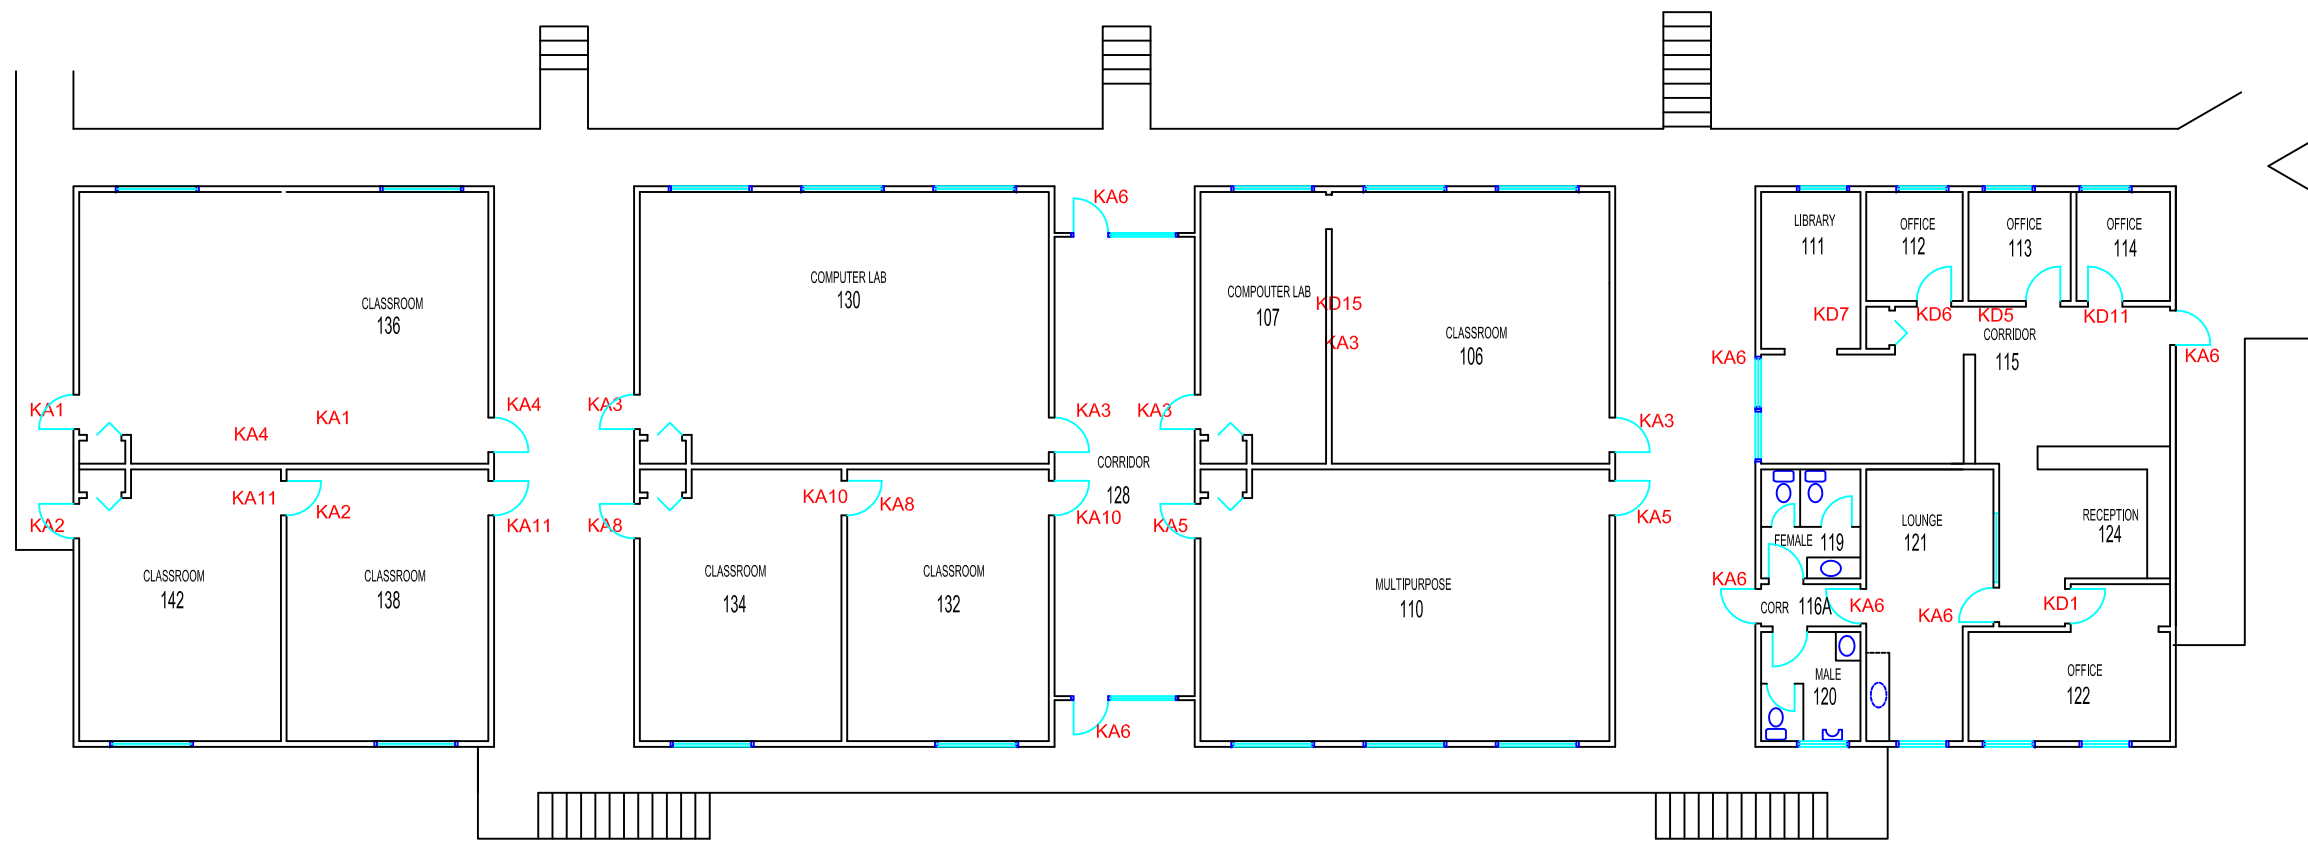 KA6
LIBRARY
111
OFFICE
112
OFFICE
113
OFFICE
114
COMPUTER LAB
130
COMPOUTER LAB
107
KD15
CLASSROOM
136
KD7
KD6
KD5
KD11
CORRIDOR
115
KA3
CLASSROOM
106
KA6
KA6
KA1
KA4
KA1
KA4
KA3
KA3
KA3
KA3
CORRIDOR
128
KA11
KA2
KA2
KA11
KA10
KA8
KA8
KA10
KA5
KA5
FEMALE
119
LOUNGE
121
RECEPTION
124
CLASSROOM
142
CLASSROOM
138
CLASSROOM
134
CLASSROOM
132
MULTIPURPOSE
110
KA6
CORR
116A
KA6
KA6
KD1
MALE
120
OFFICE
122
KA6